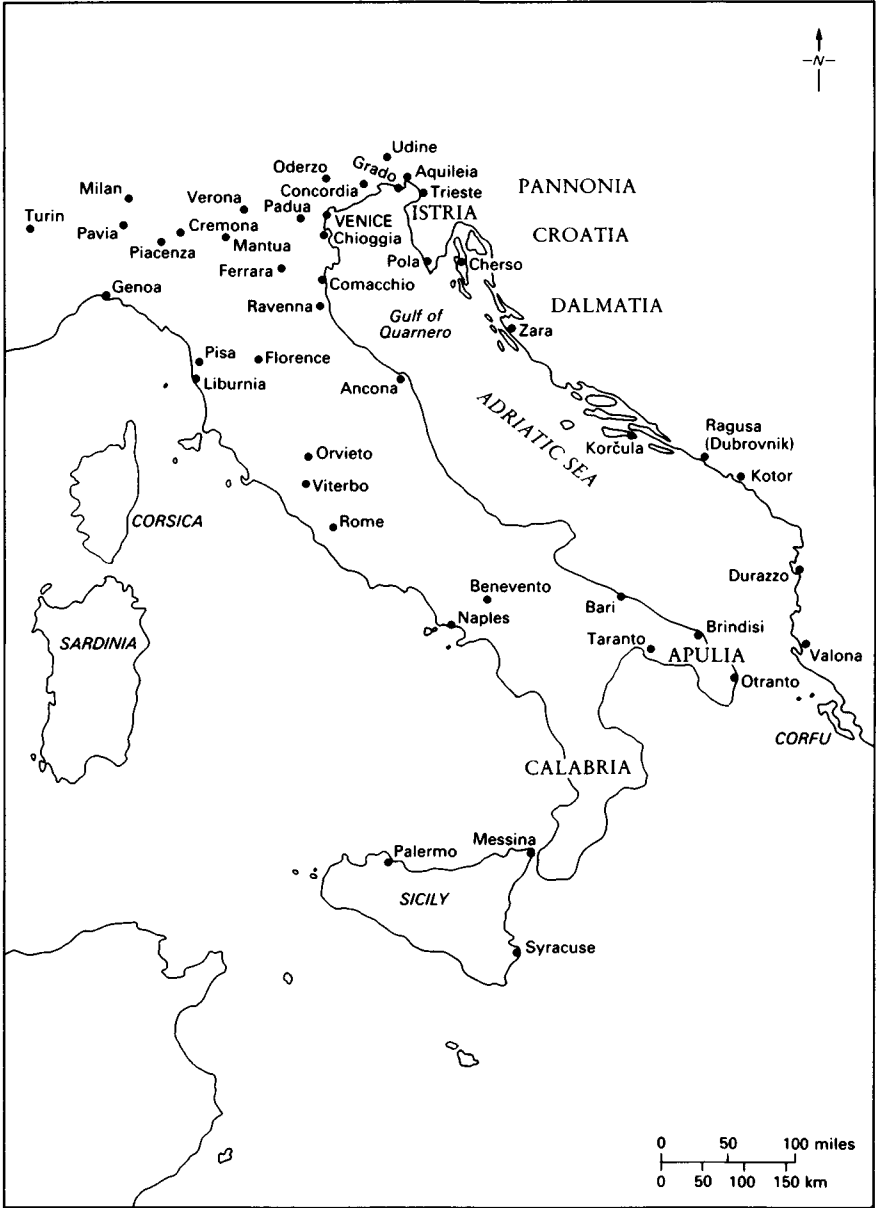 –N–
Udine
Oderzo
Grado
Aquileia
Concordia
Trieste
PANNONIA
Milan
Verona
Padua
VENICE
ISTRIA
Turin
Pavia
Cremona
Chioggia
CROATIA
Piacenza
Mantua
Pola
Cherso
Ferrara
Comacchio
Genoa
Ravenna
Gulf of
Quarnero
DALMATIA
Zara
Pisa
Florence
Liburnia
Ancona
ADRIATIC SEA
Ragusa
(Dubrovnik)
Korčula
Kotor
Orvieto
Viterbo
CORSICA
Rome
Durazzo
Benevento
Bari
Naples
Brindisi
SARDINIA
Taranto
APULIA
Valona
Otranto
CORFU
CALABRIA
Messina
Palermo
SICILY
Syracuse
0 50 100 miles
0 50 100 150 km